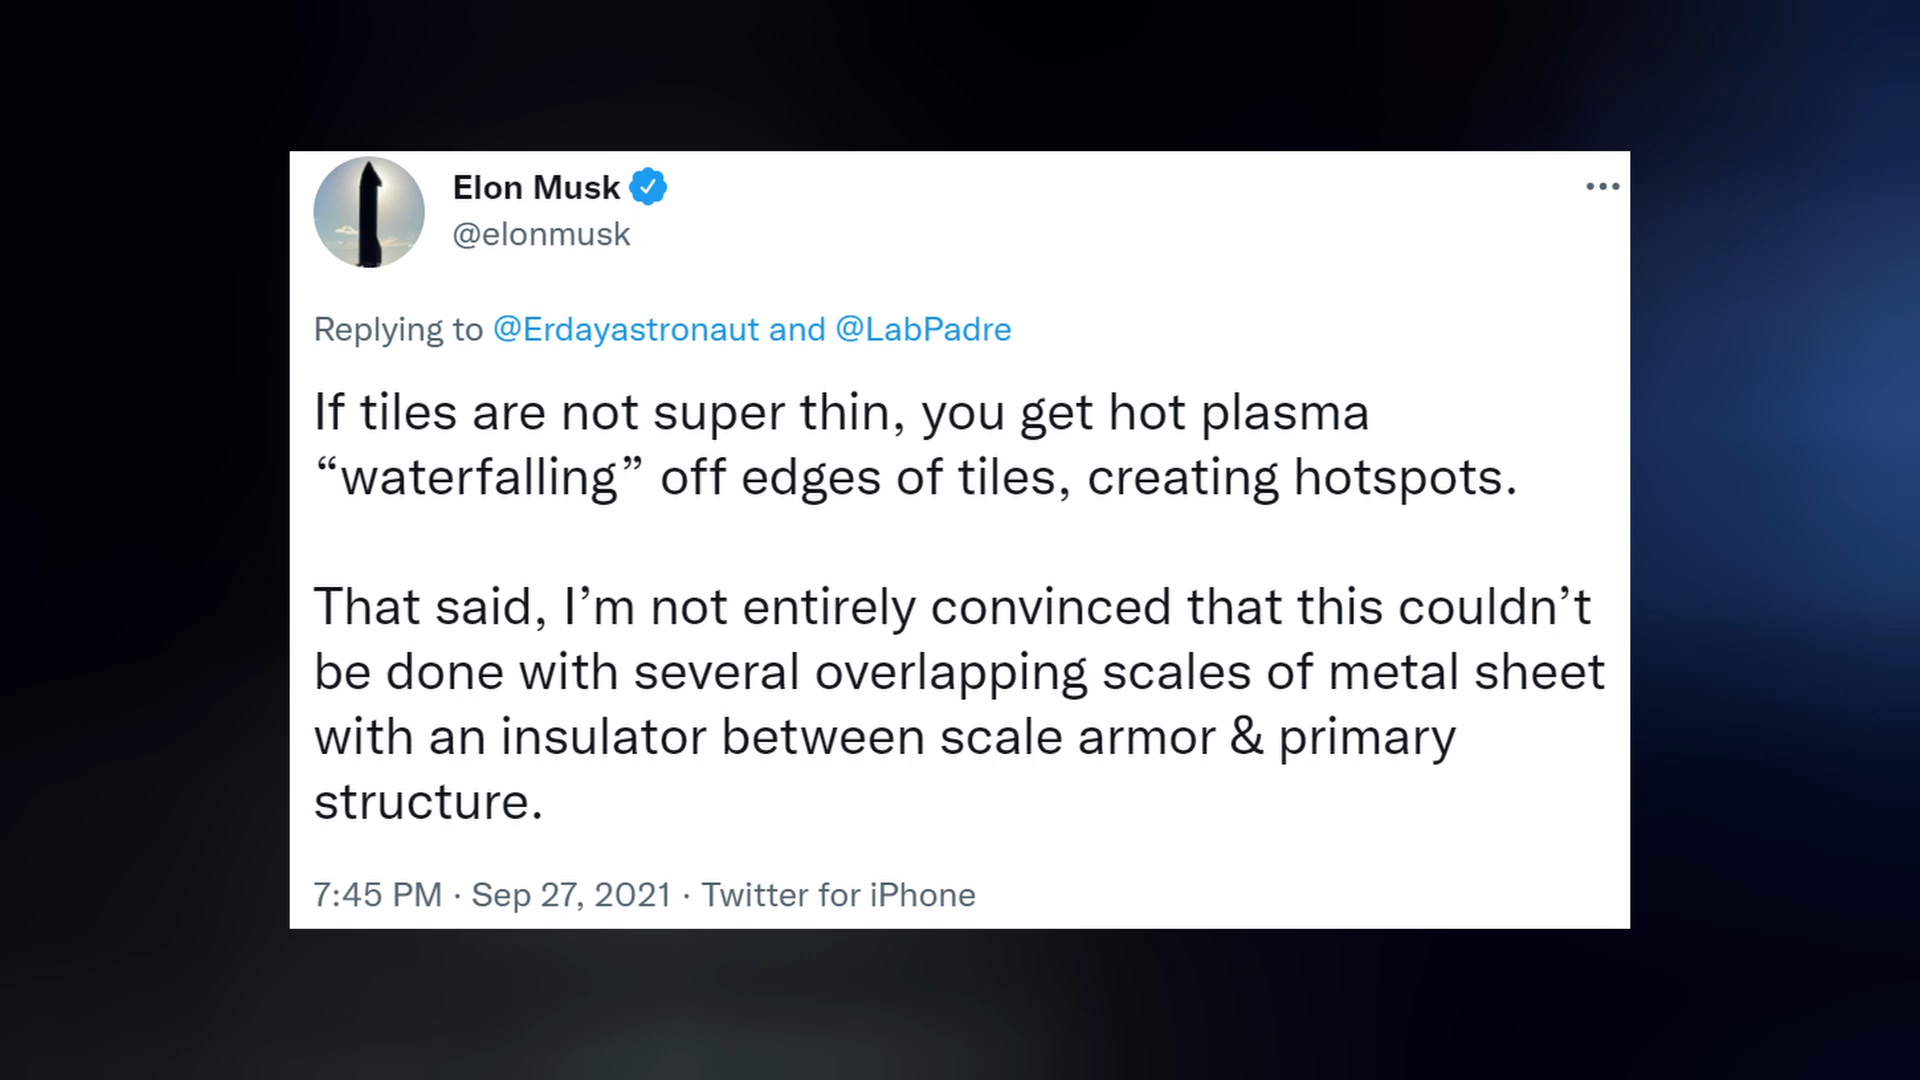 Elon Musk
@elonmusk
Replying to @Erdayastronaut and @LabPadre
If tiles are not super thin, you get hot plasma
“waterfalling” off edges of tiles, creating hotspots.
That said, I’m not entirely convinced that this couldn’t
be done with several overlapping scales of metal sheet
with an insulator between scale armor & primary
structure.
7:45 PM · Sep 27, 2021 · Twitter for iPhone